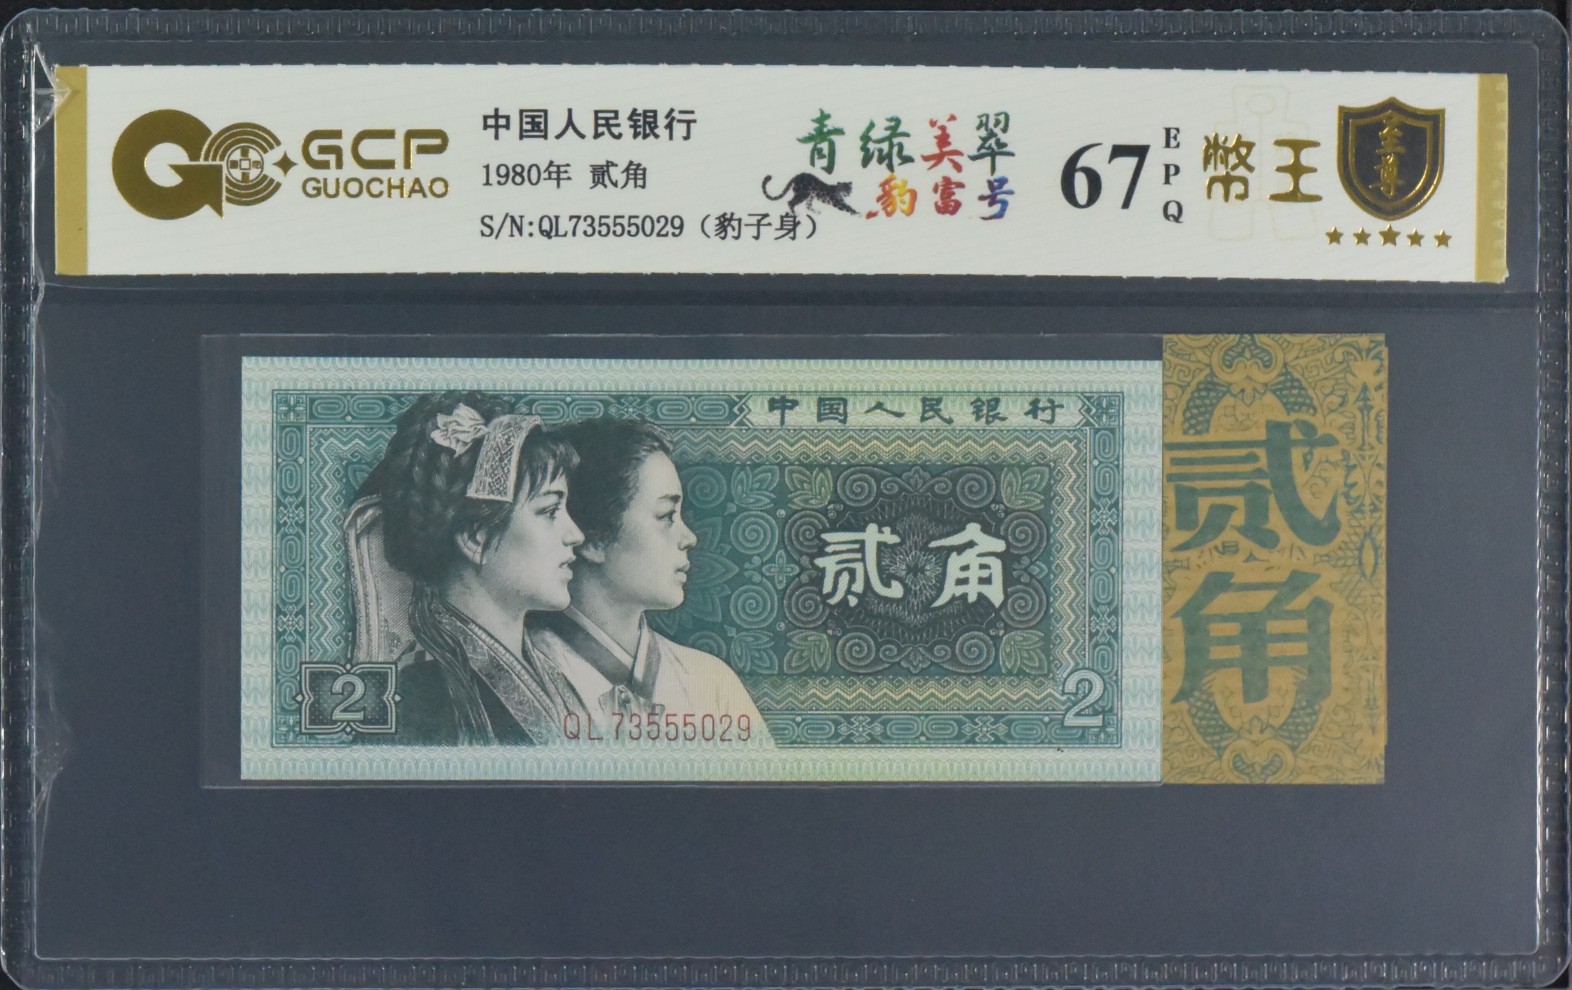 GCP
GUOCHAO
中国人民银行
1980年 贰角
S/N:QL73555029（豹子身）
青绿美翠
豹富号
67
EPQ
幣王
至尊
中国人民银行
贰角
2
2
QL73555029
贰角